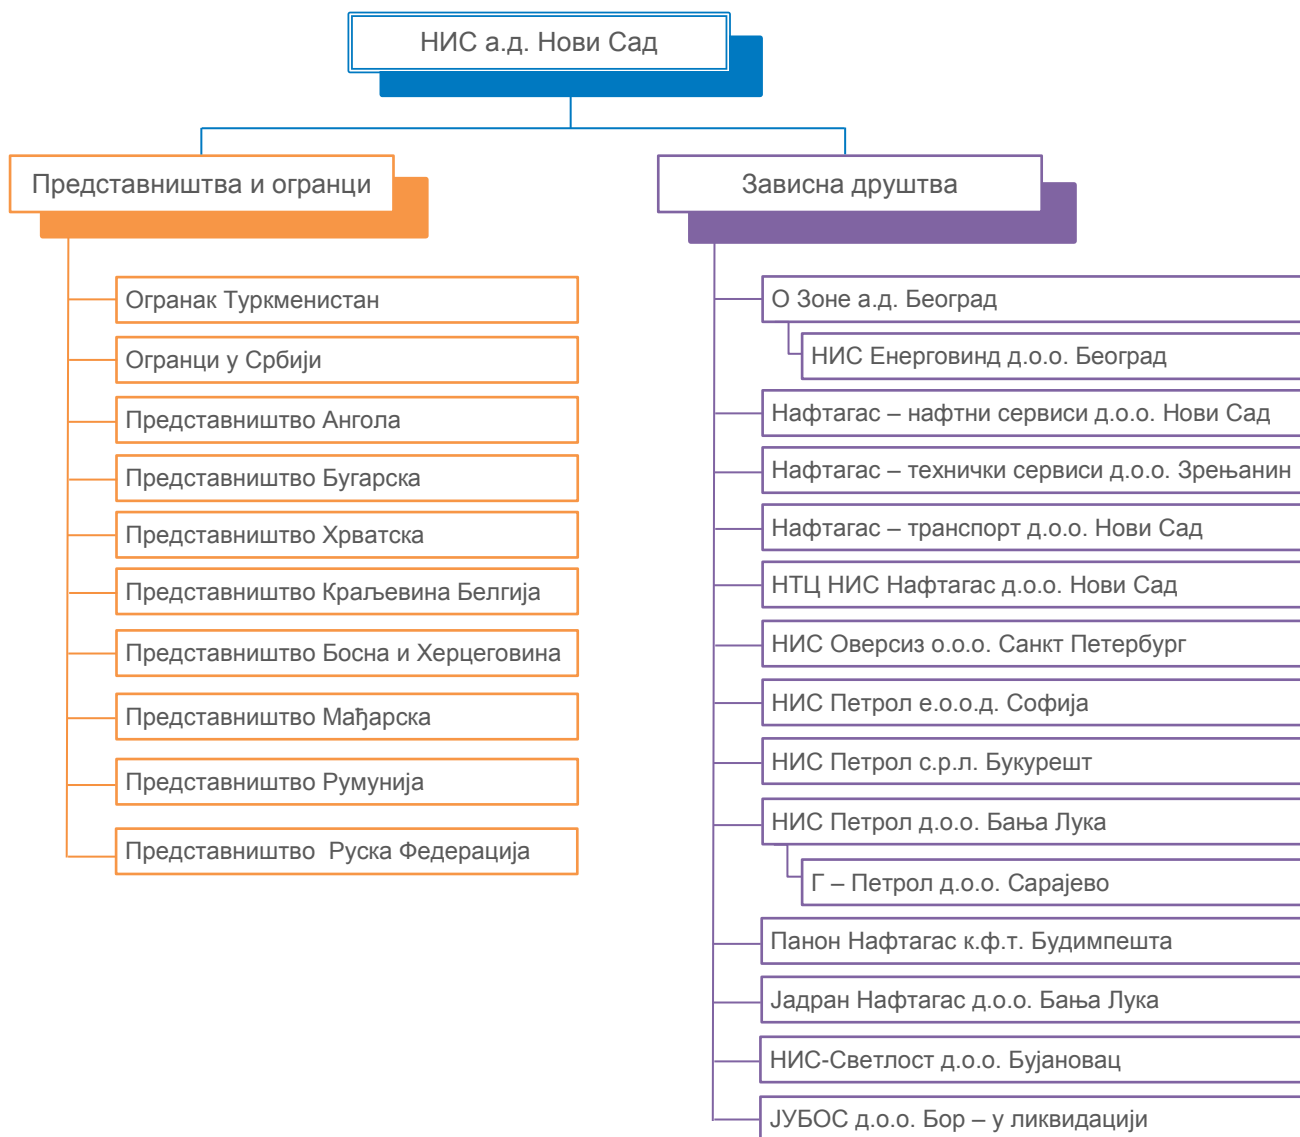 НИС а.д. Нови Сад
Представништва и огранци
Огранак Туркменистан
Огранци у Србији
Представништво Ангола
Представништво Бугарска
Представништво Хрватска
Представништво Краљевина Белгија
Представништво Босна и Херцеговина
Представништво Мађарска
Представништво Румунија
Представништво  Руска Федерација
Зависна друштва
О Зоне а.д. Београд
НИС Енерговинд д.о.о. Београд
Нафтагас – нафтни сервиси д.о.о. Нови Сад
Нафтагас – технички сервиси д.о.о. Зрењанин
Нафтагас – транспорт д.о.о. Нови Сад
НТЦ НИС Нафтагас д.о.о. Нови Сад
НИС Оверсиз о.о.о. Санкт Петербург
НИС Петрол е.о.о.д. Софија
НИС Петрол с.р.л. Букурешт
НИС Петрол д.о.о. Бања Лука
Г – Петрол д.о.о. Сарајево
Панон Нафтагас к.ф.т. Будимпешта
Јадран Нафтагас д.о.о. Бања Лука
НИС-Светлост д.о.о. Бујановац
ЈУБОС д.о.о. Бор – у ликвидацији